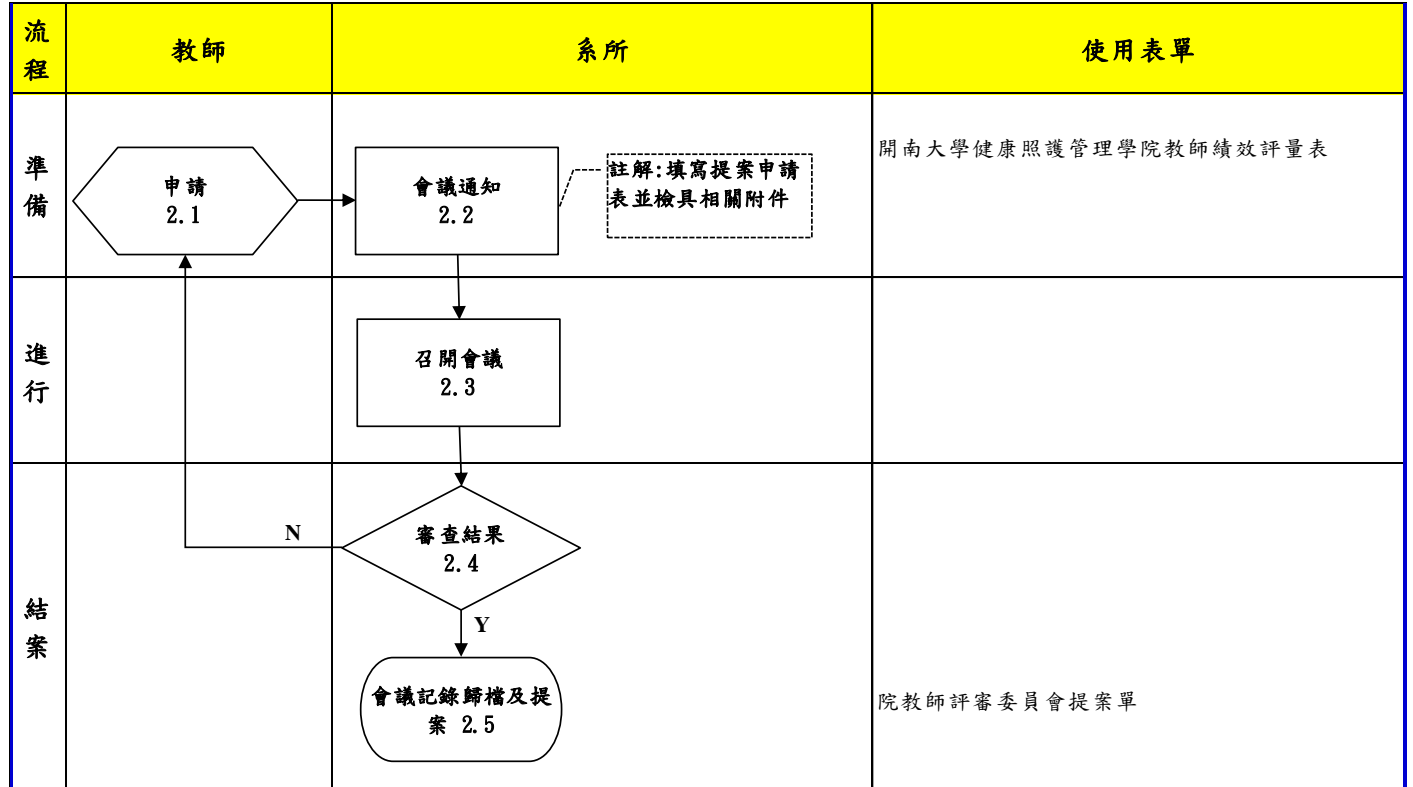 流
程
教師
系所
使用表單
準
備
申請
2.1
會議通知
2.2
註解:填寫提案申請
表並檢具相關附件
開南大學健康照護管理學院教師績效評量表
進
行
召開會議
2.3
結
案
N
審查結果
2.4
Y
會議記錄歸檔及提
案 2.5
院教師評審委員會提案單